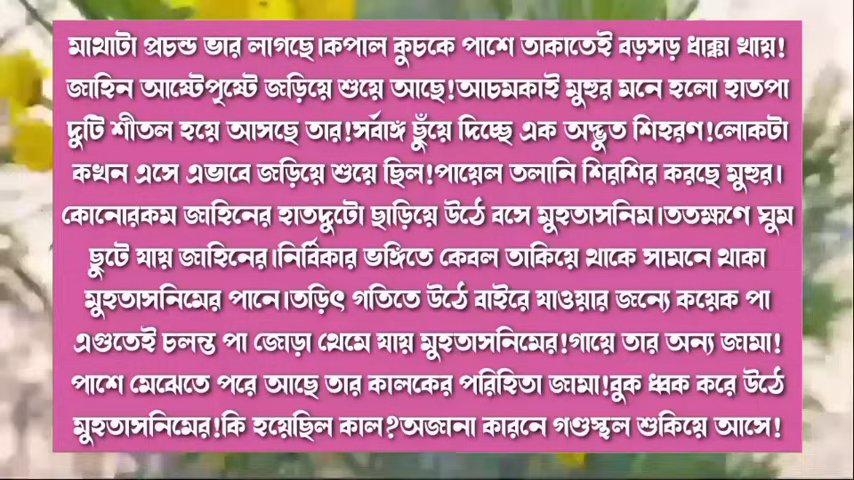 মাথাটা প্রচন্ড ভার লাগছে।কপাল কুচকে পাশে তাকাতেই বড়সড় ধাক্কা খায়!
জাহিন আষ্টেপৃষ্টে জড়িয়ে শুয়ে আছে!আচমকাই মুহুর মনে হলো হাতপা
দুটি শীতল হয়ে আসছে তার!সর্বাঙ্গ ছুঁয়ে দিচ্ছে এক অদ্ভুত শিহরণ!লোকটা
কখন এসে এভাবে জড়িয়ে শুয়ে ছিল!পায়েল তলানি শিরশির করছে মুহুর।
কোনোরকম জাহিনের হাতদুটো ছাড়িয়ে উঠে বসে মুহতাসনিম।ততক্ষণে ঘুম
ছুটে যায় জাহিনের।নির্বিকার ভঙ্গিতে কেবল তাকিয়ে থাকে সামনে থাকা
মুহতাসনিমের পানে।তড়িৎ গতিতে উঠে বাইরে যাওয়ার জন্যে কয়েক পা
এগুতেই চলন্ত পা জোড়া থেমে যায় মুহতাসনিমের!গায়ে তার অন্য জামা!
পাশে মেঝেতে পরে আছে তার কালকের পরিহিতা জামা!বুক ধ্বক করে উঠে
মুহতাসনিমের!কি হয়েছিল কাল?অজানা কারনে গণ্ডস্থল শুকিয়ে আসে!